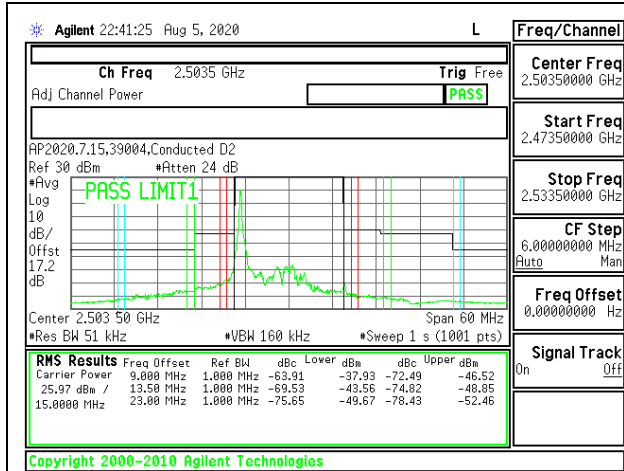 Agilent 22:41:25 Aug 5, 2020 L
Freq/Channel
Ch Freq 2.5035 GHz Trig Free
Adj Channel Power PASS
AP2020.7.15,39004,Conducted D2
Ref 30 dBm #Atten 24 dB
#Avg
Log
10
dB/
Offst
17.2
dB
PASS LIMIT1
Center 2.503 50 GHz Span 60 MHz
#Res BW 51 kHz #VBW 160 kHz #Sweep 1 s (1001 pts)
RMS Results Freq Offset Ref BW dBc Lower dBm dBc Upper dBm
Carrier Power 9.000 MHz 1.000 MHz -63.91 -37.93 -72.49 -46.52
25.97 dBm / 13.50 MHz 1.000 MHz -69.53 -43.56 -74.82 -48.85
15.0000 MHz 23.00 MHz 1.000 MHz -75.65 -49.67 -78.43 -52.46
Center Freq
2.50350000 GHz
Start Freq
2.47350000 GHz
Stop Freq
2.53350000 GHz
CF Step
6.00000000 MHz
Auto Man
Freq Offset
0.00000000 Hz
Signal Track
On Off
Copyright 2000-2010 Agilent Technologies